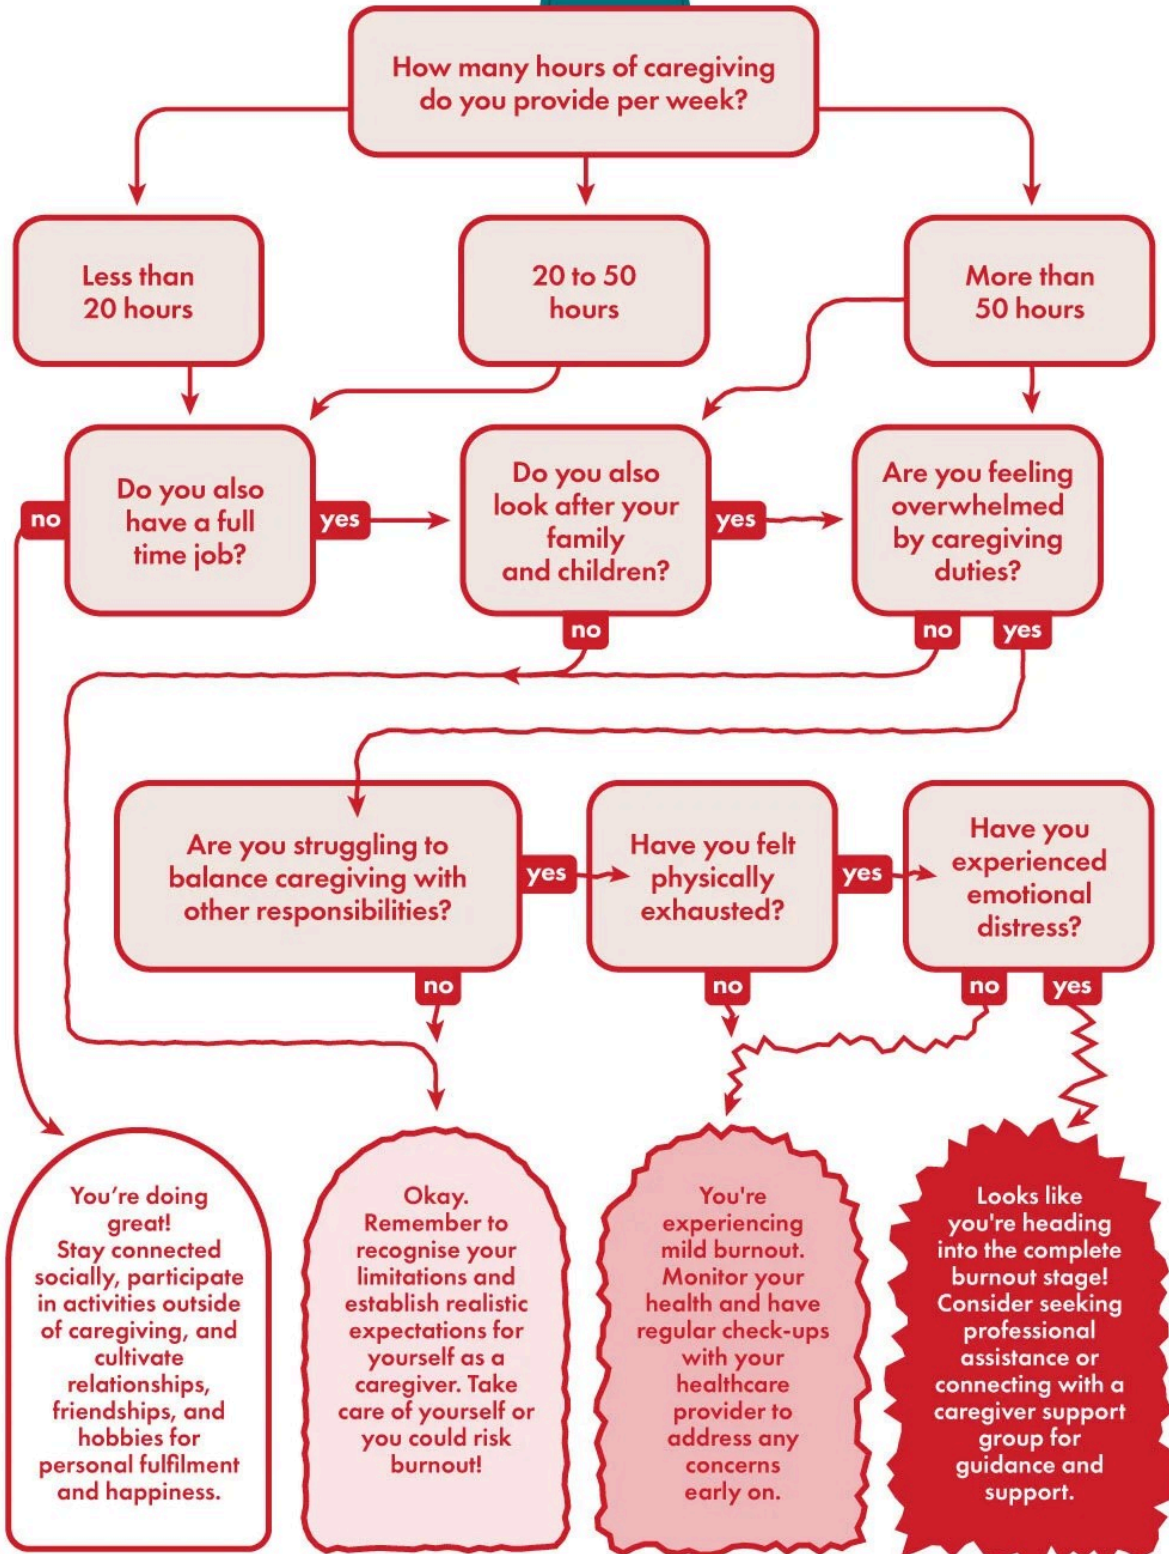 How many hours of caregiving
do you provide per week?
Less than
20 hours
20 to 50
hours
More than
50 hours
Do you also
have a full
time job?
no
yes
Do you also
look after your
family
and children?
yes
no
Are you feeling
overwhelmed
by caregiving
duties?
no
yes
Are you struggling to
balance caregiving with
other responsibilities?
yes
no
Have you felt
physically
exhausted?
yes
no
Have you
experienced
emotional
distress?
no
yes
You're doing
great!
Stay connected
socially, participate
in activities outside
of caregiving, and
cultivate
relationships,
friendships, and
hobbies for
personal fulfilment
and happiness.
Okay.
Remember to
recognise your
limitations and
establish realistic
expectations for
yourself as a
caregiver. Take
care of yourself or
you could risk
burnout!
You're
experiencing
mild burnout.
Monitor your
health and have
regular check-ups
with your
healthcare
provider to
address any
concerns
early on.
Looks like
you're heading
into the complete
burnout stage!
Consider seeking
professional
assistance or
connecting with a
caregiver support
group for
guidance and
support.